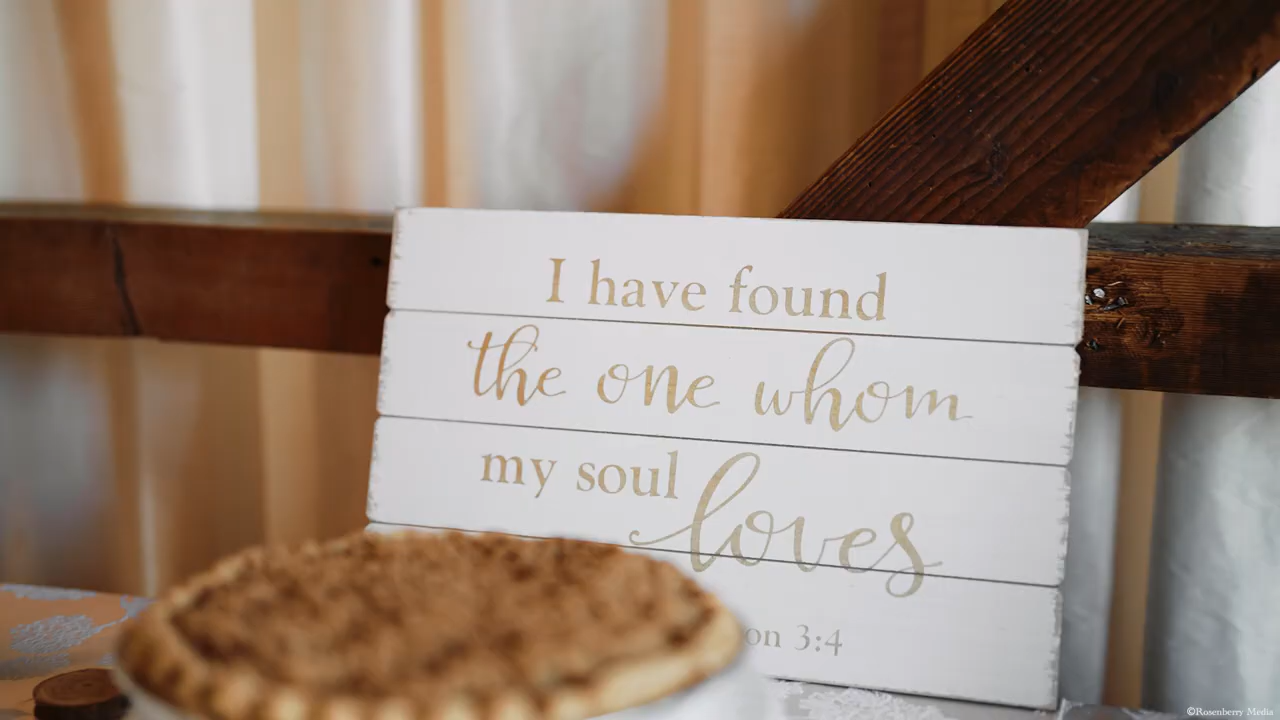 I have found
the one whom
my soul loves
on 3:4
©Rosenberry Media